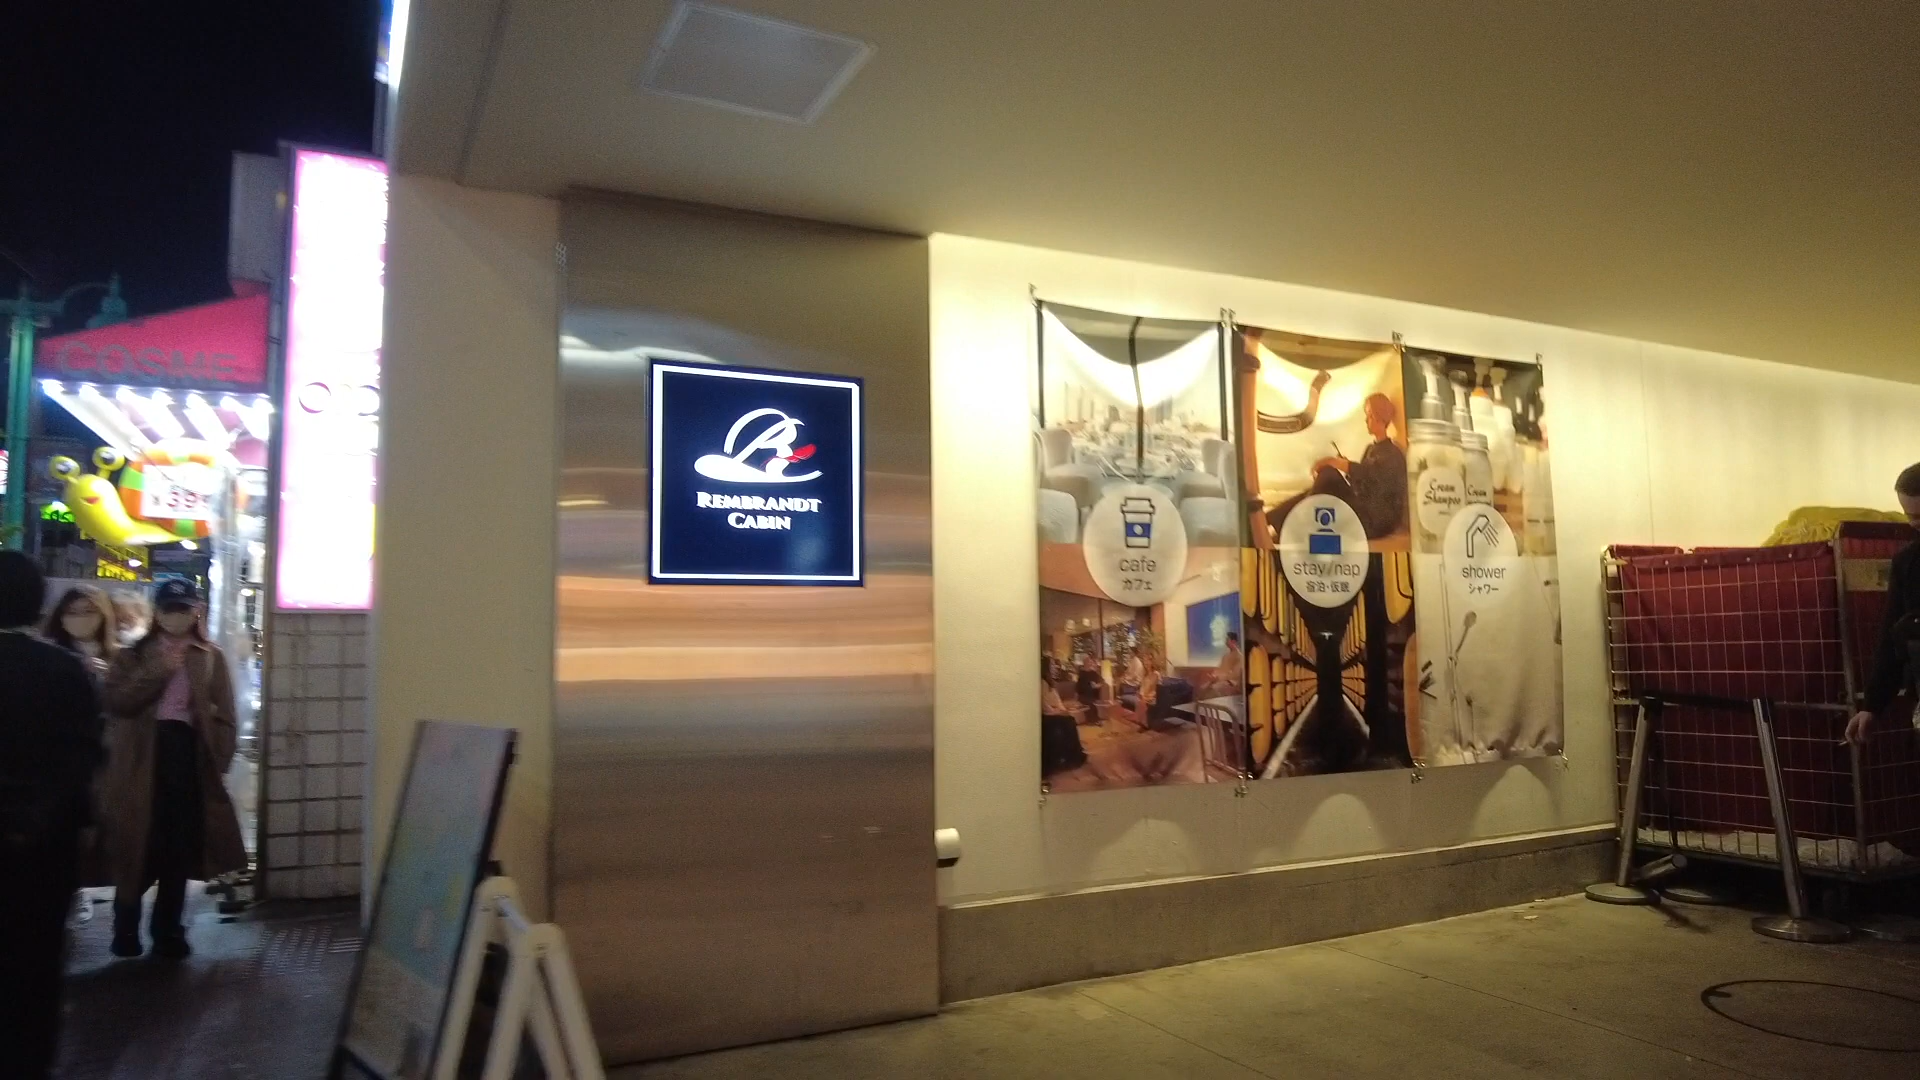 COSME
399
REMBRANDT
CABIN
cafe
カフェ
stay/nap
宿泊・仮眠
Cream
Shampoo
Cream
shower
シャワー